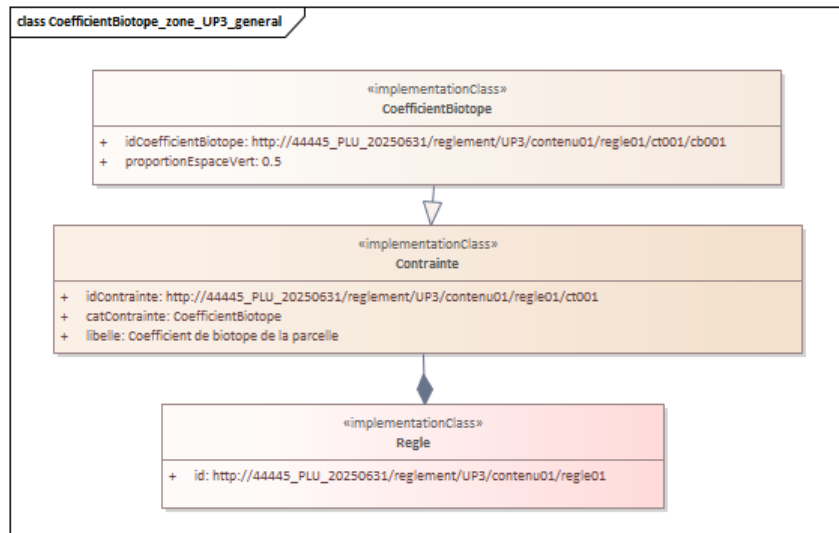 class CoefficientBiotope_zone_UP3_general
«implementationClass»
CoefficientBiotope
+ idCoefficientBiotope: http://44445_PLU_20250631/reglement/UP3/contenu01/regle01/ct001/cb001
+ proportionEspaceVert: 0.5
«implementationClass»
Contrainte
+ idContrainte: http://44445_PLU_20250631/reglement/UP3/contenu01/regle01/ct001
+ catContrainte: CoefficientBiotope
+ libelle: Coefficient de biotope de la parcelle
«implementationClass»
Regle
+ id: http://44445_PLU_20250631/reglement/UP3/contenu01/regle01